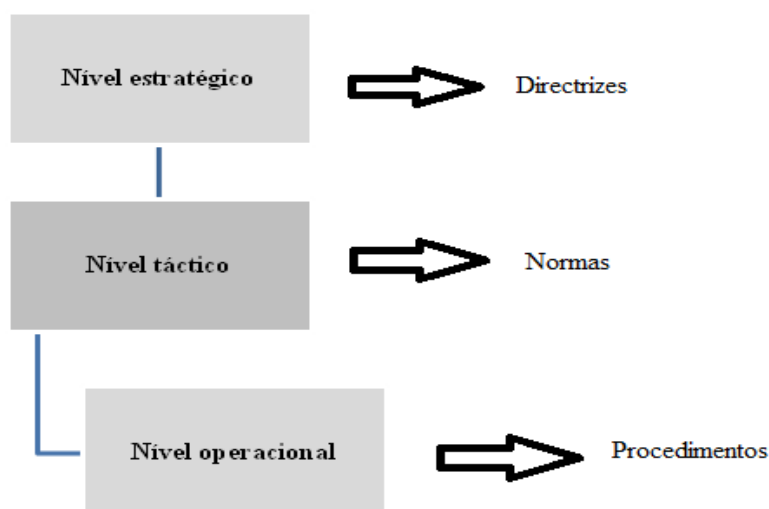 Nível estratégico
Directrizes
Nível táctico
Normas
Nível operacional
Procedimentos